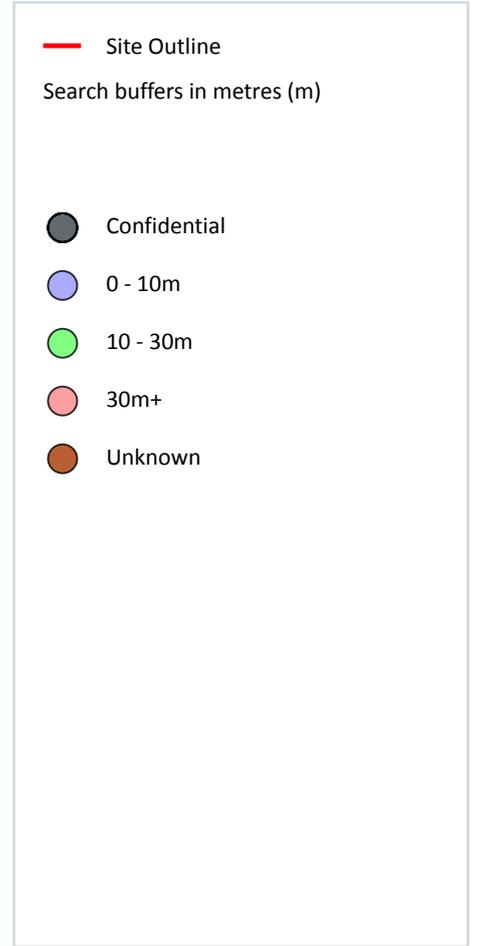 Site Outline
Search buffers in metres (m)
Confidential
0 - 10m
10 - 30m
30m+
Unknown